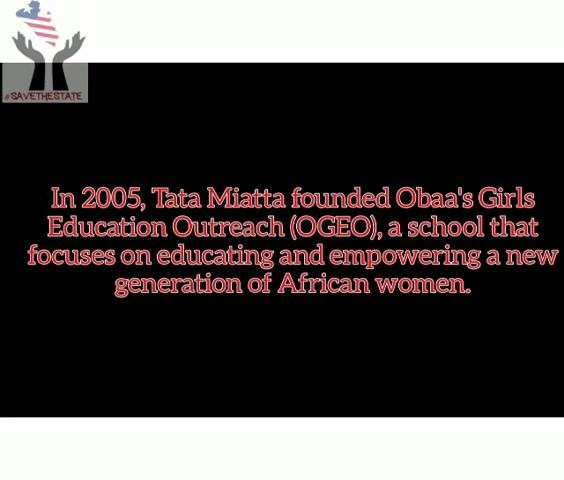 #SAVETHESTATE
In 2005, Tata Miatta founded Obaa's Girls
Education Outreach (OGEO), a school that
focuses on educating and empowering a new
generation of African women.